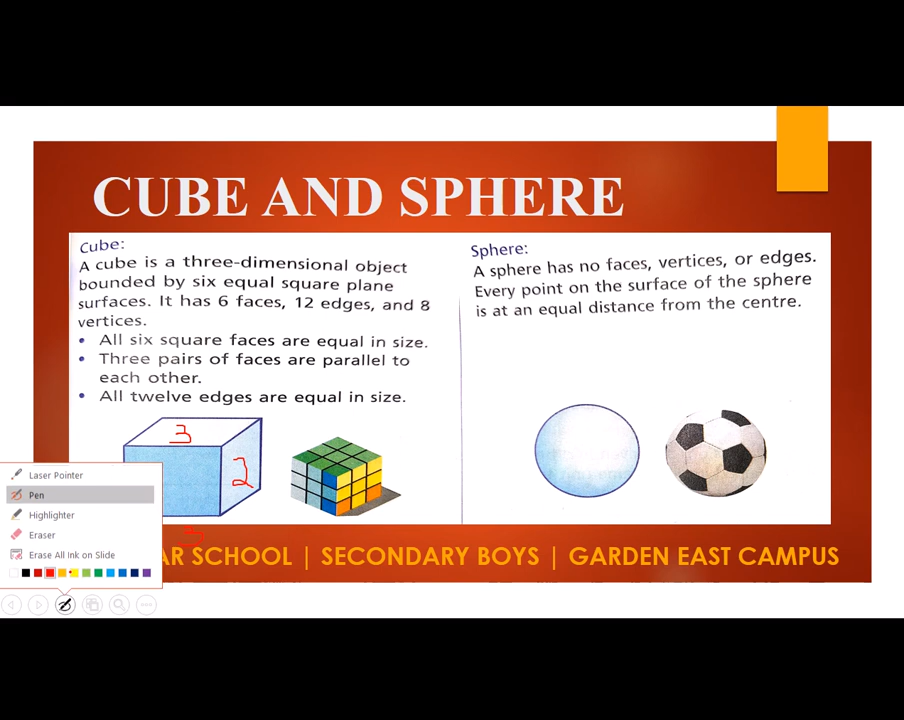 CUBE AND SPHERE
Cube:
A cube is a three-dimensional object
bounded by six equal square plane
surfaces. It has 6 faces, 12 edges, and 8
vertices.
• All six square faces are equal in size.
• Three pairs of faces are parallel to
each other.
• All twelve edges are equal in size.
3
2
Sphere:
A sphere has no faces, vertices, or edges.
Every point on the surface of the sphere
is at an equal distance from the centre.
Laser Pointer
Pen
Highlighter
Eraser
Erase All Ink on Slide
SCHOOL | SECONDARY BOYS | GARDEN EAST CAMPUS